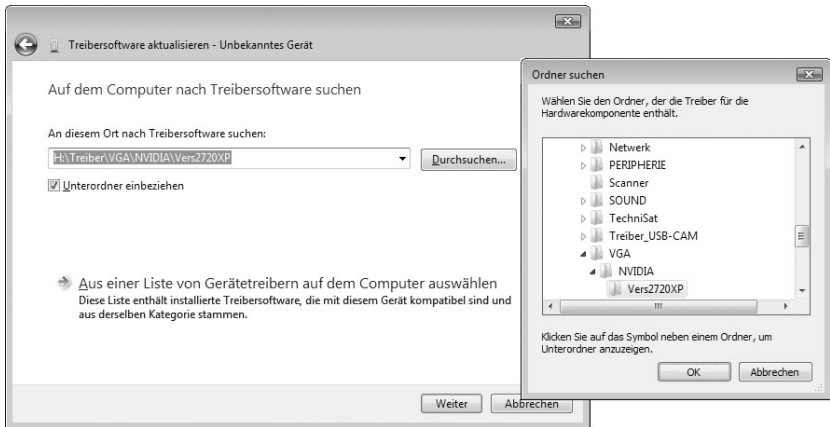 Treibersoftware aktualisieren - Unbekanntes Gerät
Auf dem Computer nach Treibersoftware suchen
An diesem Ort nach Treibersoftware suchen:
H:\Treiber\VGA\NVIDIA\Vers2720XP
Durchsuchen...
Unterordner einbeziehen
Aus einer Liste von Gerätetreibern auf dem Computer auswählen
Diese Liste enthält installierte Treibersoftware, die mit diesem Gerät kompatibel sind und
aus derselben Kategorie stammen.
Weiter
Abbrechen
Ordner suchen
Wählen Sie den Ordner, der die Treiber für die
Hardwarekomponente enthält.
Netwerk
PERIPHERIE
Scanner
SOUND
TechniSat
Treiber_USB-CAM
VGA
NVIDIA
Vers2720XP
Klicken Sie auf das Symbol neben einem Ordner, um
Unterordner anzuzeigen.
OK
Abbrechen